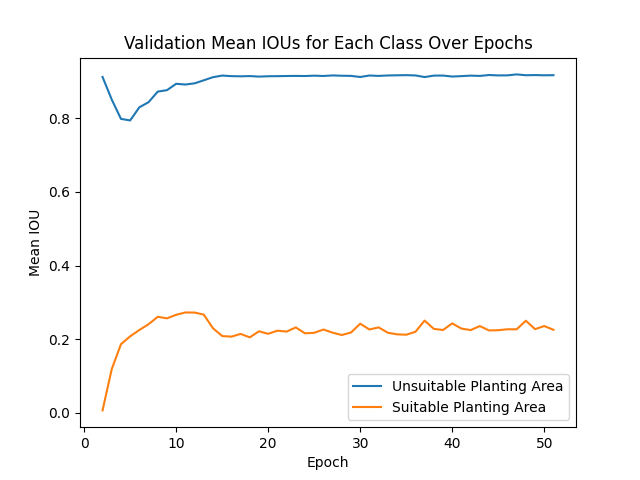 Validation Mean IOUs for Each Class Over Epochs
Mean IOU
0.8
0.6
0.4
0.2
0.0
0 10 20 30 40 50
Epoch
Unsuitable Planting Area
Suitable Planting Area